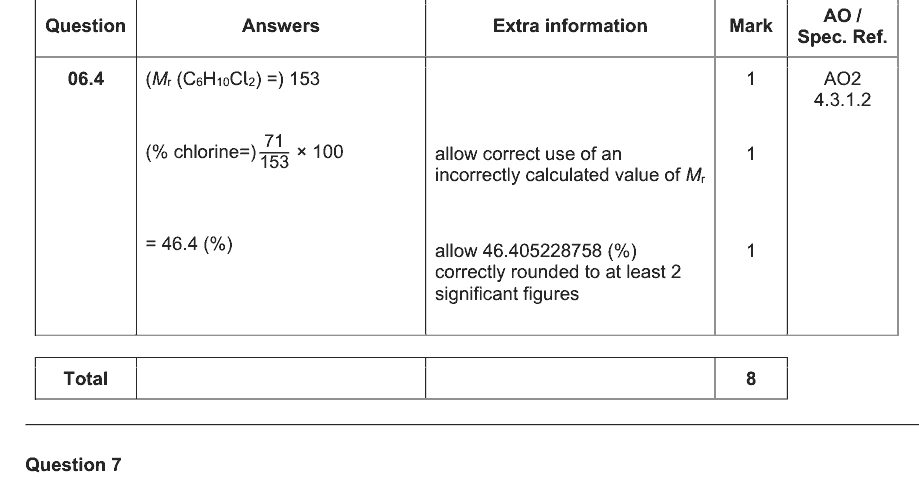 Question Answers Extra information Mark AO / Spec. Ref.
06.4 (Mr (C6H10Cl2) =) 153 1 AO2
4.3.1.2
(% chlorine=) 71/153 × 100 allow correct use of an 1
incorrectly calculated value of Mr
= 46.4 (%) allow 46.405228758 (%) 1
correctly rounded to at least 2
significant figures
Total 8
Question 7